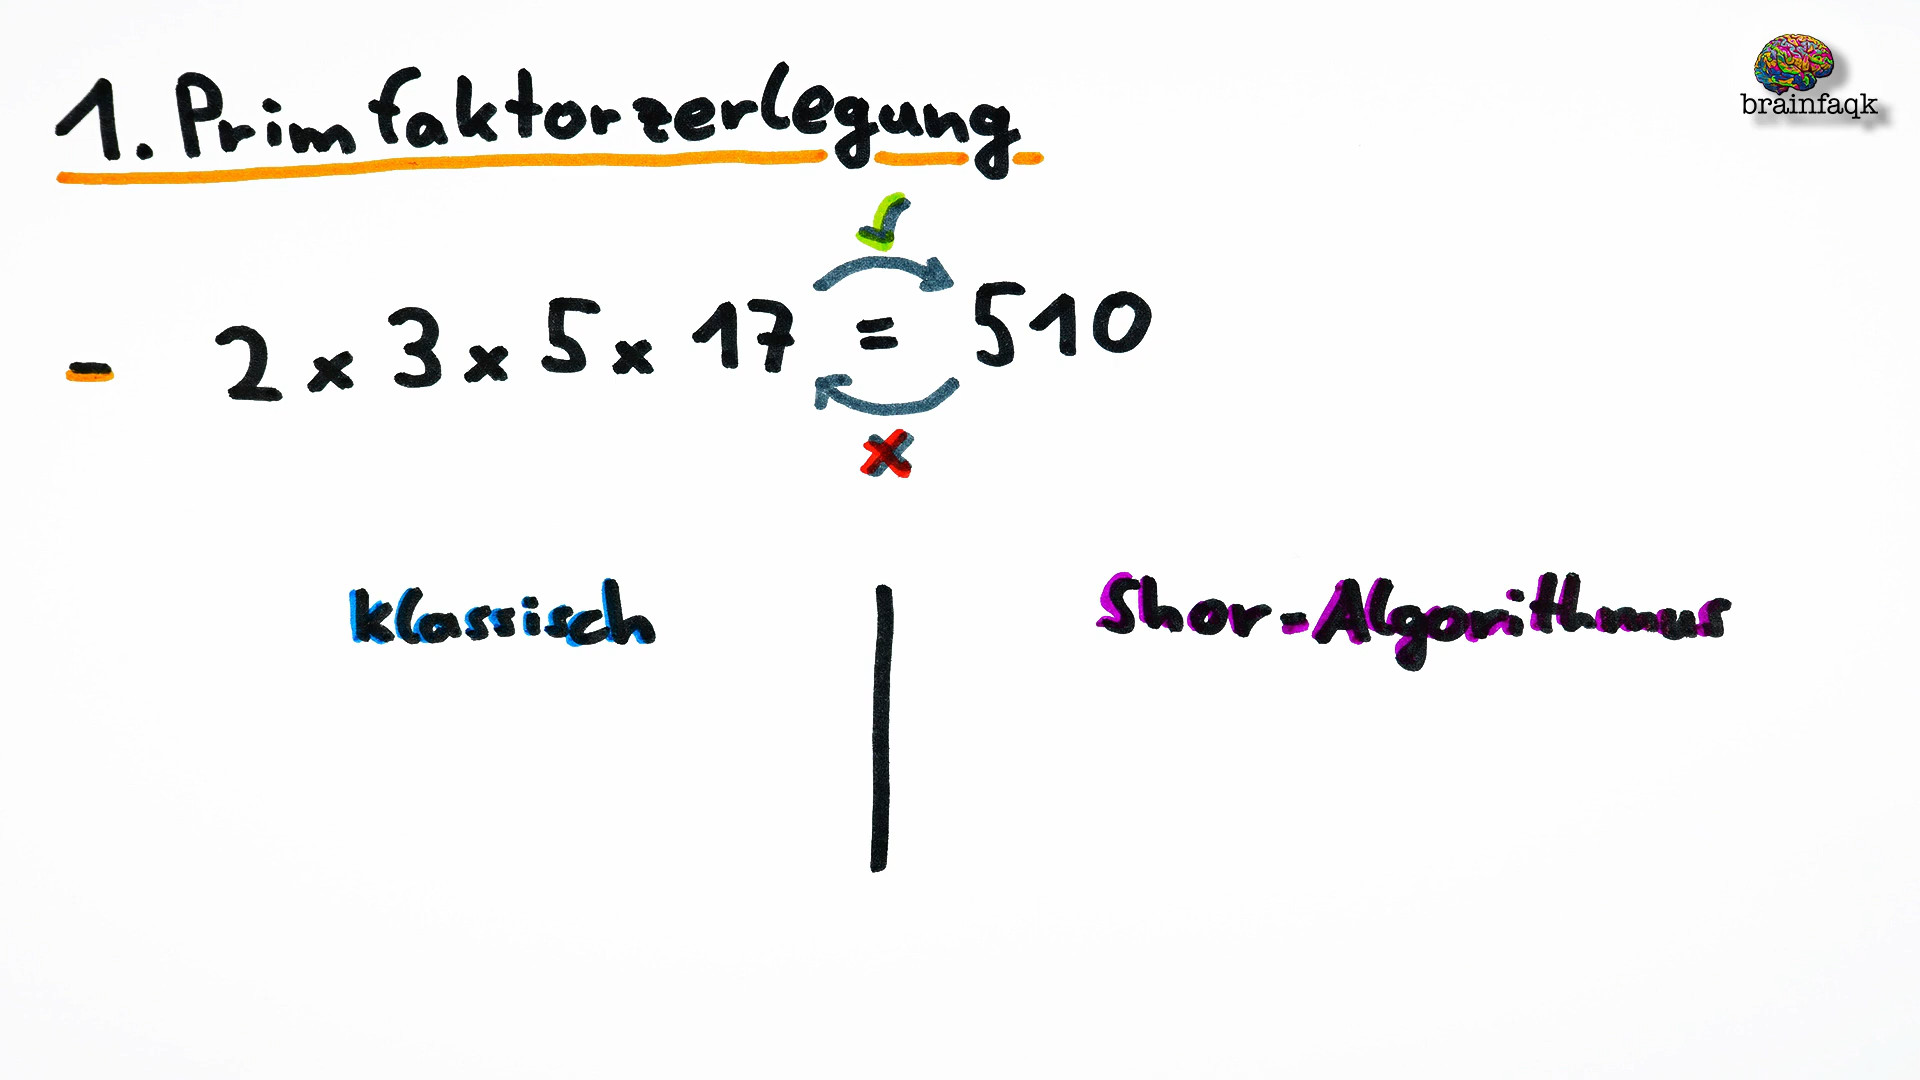 1. Primfaktorzerlegung
brainfaqk
- 2 x 3 x 5 x 17 = 510
klassisch
Shor-Algorithmus